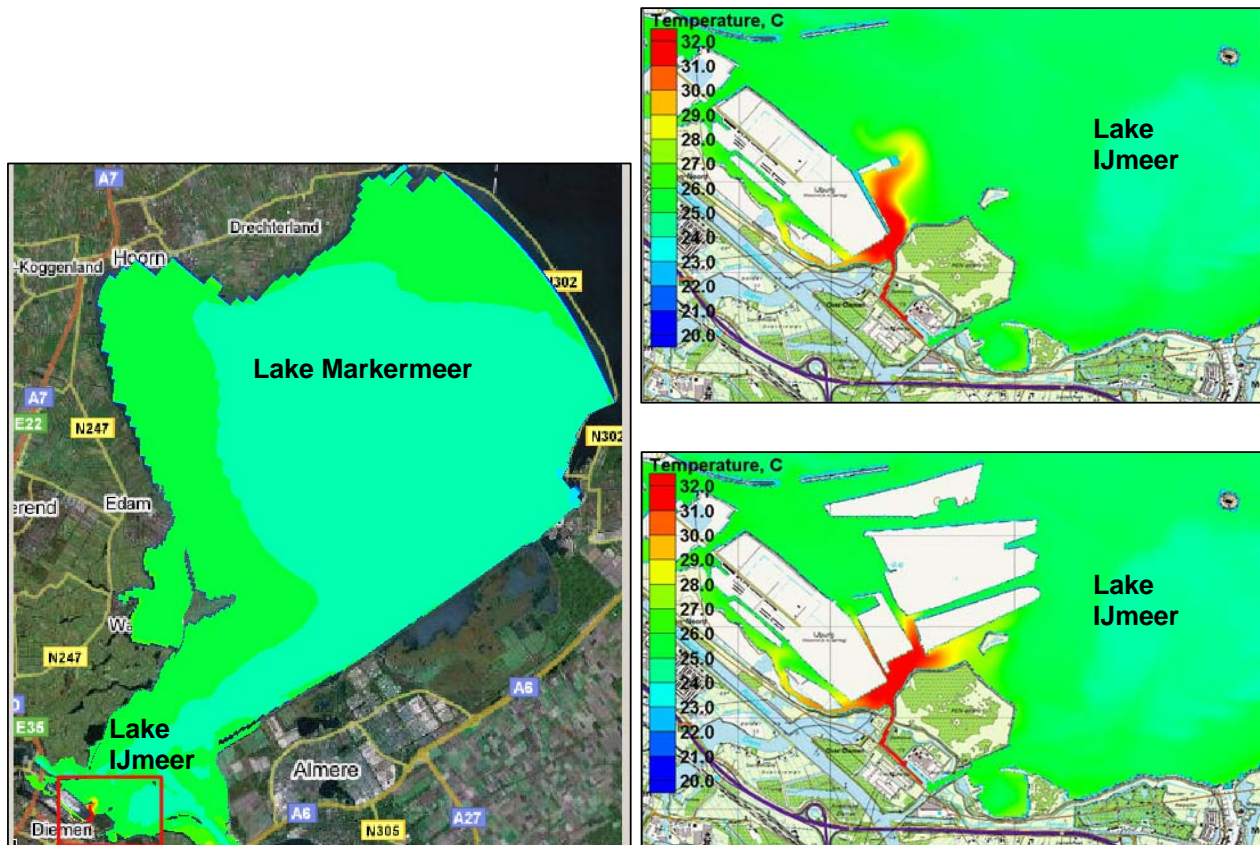 A7
Drechterland
-Koggenland
Hoorn
N302
A7
Lake Markermeer
A7
E22
N247
N302
Edam
erend
Wa
N247
A6
E35
Lake
IJmeer
Almere
Diemen
A6
N305
A27
Temperature, C
32.0
31.0
30.0
29.0
28.0
27.0
26.0
25.0
24.0
23.0
22.0
21.0
20.0
Lake
IJmeer
IJburg
Temperature, C
32.0
31.0
30.0
29.0
28.0
27.0
26.0
25.0
24.0
23.0
22.0
21.0
20.0
Lake
IJmeer
IJburg